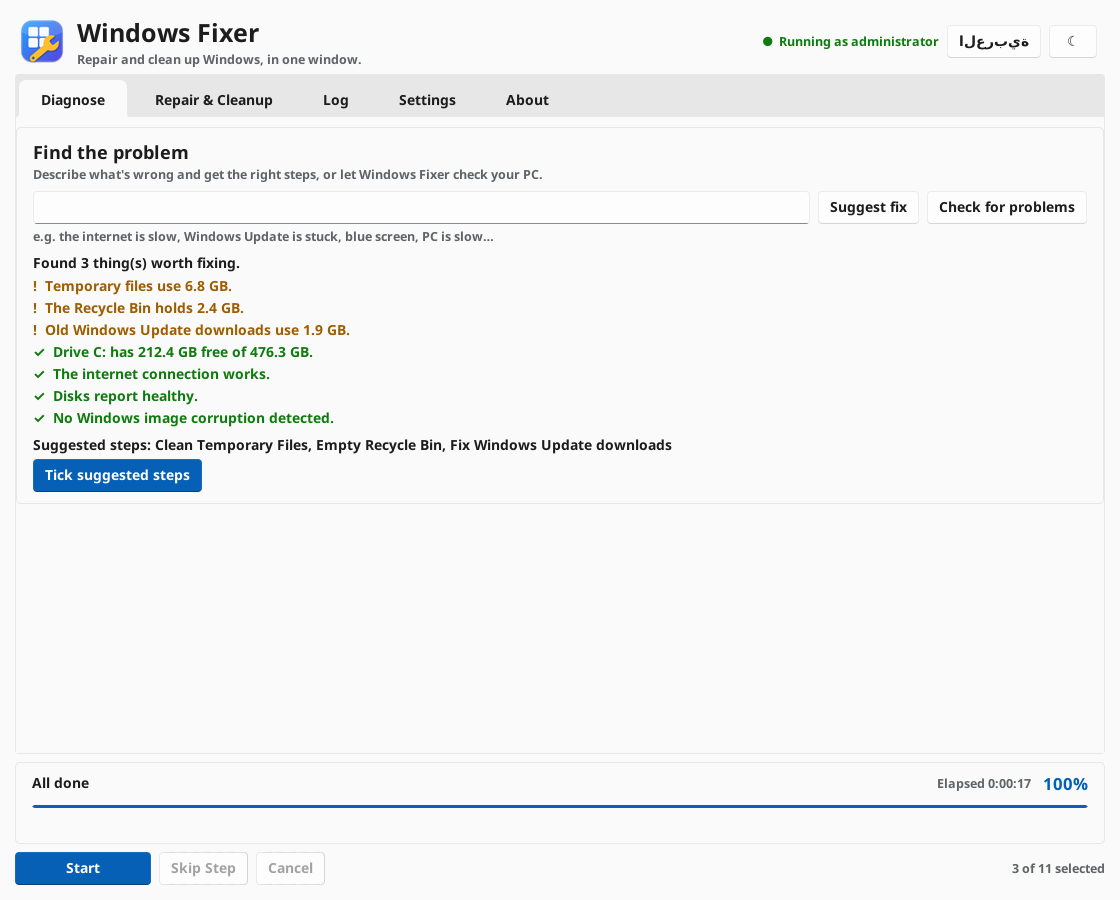 Windows Fixer
Repair and clean up Windows, in one window.
Running as administrator
ةيبرعلا
Diagnose
Repair & Cleanup
Log
Settings
About
Find the problem
Describe what's wrong and get the right steps, or let Windows Fixer check your PC.
Suggest fix
Check for problems
e.g. the internet is slow, Windows Update is stuck, blue screen, PC is slow...
Found 3 thing(s) worth fixing.
! Temporary files use 6.8 GB.
! The Recycle Bin holds 2.4 GB.
! Old Windows Update downloads use 1.9 GB.
✓ Drive C: has 212.4 GB free of 476.3 GB.
✓ The internet connection works.
✓ Disks report healthy.
✓ No Windows image corruption detected.
Suggested steps: Clean Temporary Files, Empty Recycle Bin, Fix Windows Update downloads
Tick suggested steps
All done
Elapsed 0:00:17
100%
Start
Skip Step
Cancel
3 of 11 selected